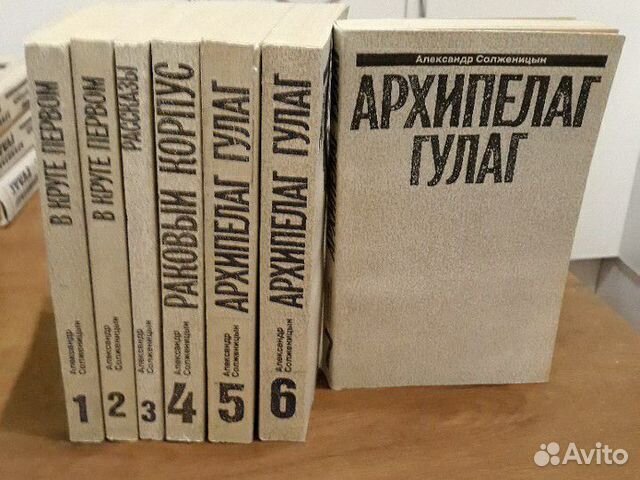 В КРУГЕ ПЕРВОМ
Александр
Солженицын
1
В КРУГЕ ПЕРВОМ
Александр
Солженицын
2
РАССКАЗЫ
Александр
Солженицын
3
РАКОВЫЙ КОРПУС
Александр
Солженицын
4
АРХИПЕЛАГ ГУЛАГ
Александр
Солженицын
5
АРХИПЕЛАГ ГУЛАГ
Александр
Солженицын
6
Александр Солженицын
АРХИПЕЛАГ
ГУЛАГ
Avito